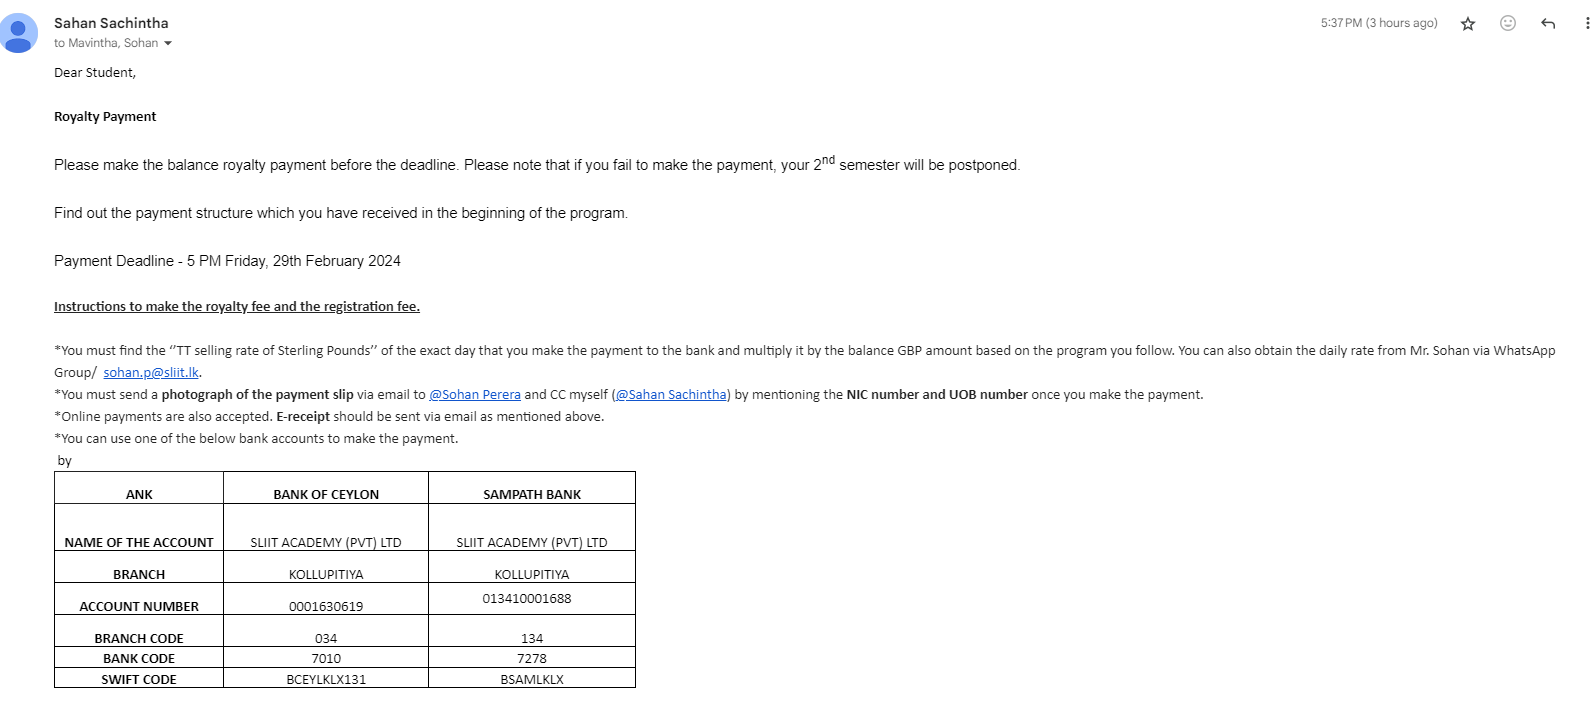 Sahan Sachintha
5:37 PM (3 hours ago)
to Mavintha, Sohan
Dear Student,
Royalty Payment
Please make the balance royalty payment before the deadline. Please note that if you fail to make the payment, your 2nd semester will be postponed.
Find out the payment structure which you have received in the beginning of the program.
Payment Deadline - 5 PM Friday, 29th February 2024
Instructions to make the royalty fee and the registration fee.
*You must find the ‘’TT selling rate of Sterling Pounds’’ of the exact day that you make the payment to the bank and multiply it by the balance GBP amount based on the program you follow. You can also obtain the daily rate from Mr. Sohan via WhatsApp
Group/ sohan.p@sliit.lk.
*You must send a photograph of the payment slip via email to @Sohan Perera and CC myself (@Sahan Sachintha) by mentioning the NIC number and UOB number once you make the payment.
*Online payments are also accepted. E-receipt should be sent via email as mentioned above.
*You can use one of the below bank accounts to make the payment.
by
ANK BANK OF CEYLON SAMPATH BANK
NAME OF THE ACCOUNT SLIIT ACADEMY (PVT) LTD SLIIT ACADEMY (PVT) LTD
BRANCH KOLLUPITIYA KOLLUPITIYA
ACCOUNT NUMBER 0001630619 013410001688
BRANCH CODE 034 134
BANK CODE 7010 7278
SWIFT CODE BCEYLKLX131 BSAMLKLX